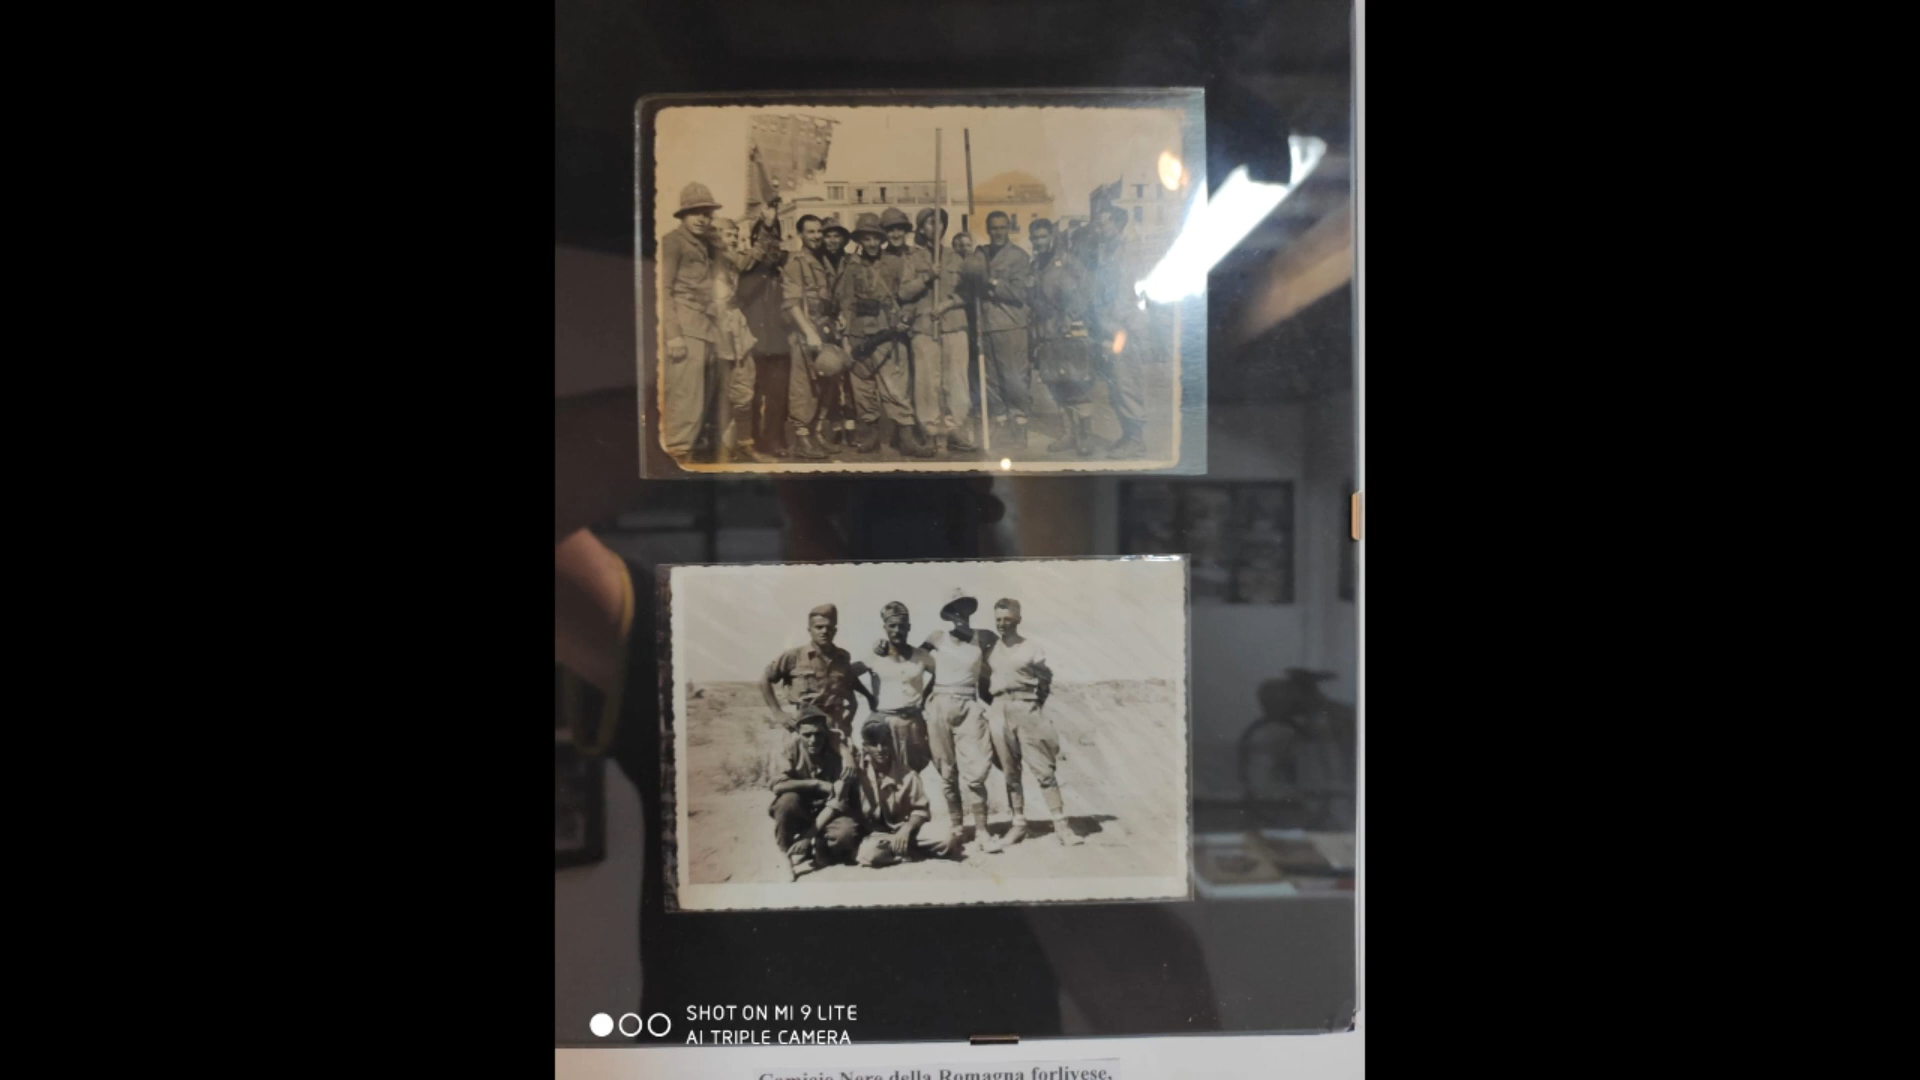 SHOT ON MI 9 LITE
AI TRIPLE CAMERA
Camicie Nere della Romagna forlivese,